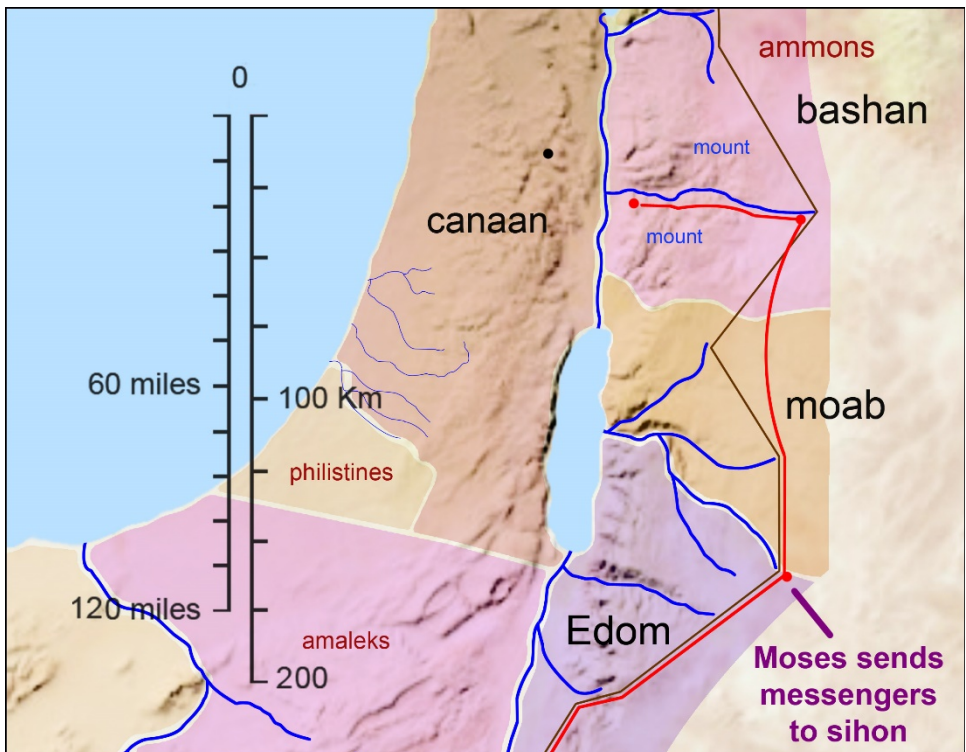 ammons
0
bashan
mount
canaan
mount
60 miles
100 Km
moab
philistines
120 miles
Edom
amaleks
200
Moses sends
messengers
to sihon